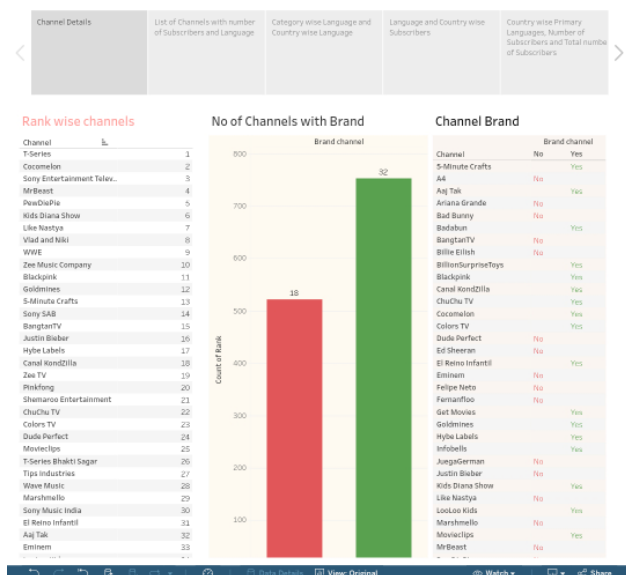 Channel Details
List of Channels with number
of Subscribers and Language
Category wise Language and
Country wise Language
Language and Country wise
Subscribers
Country wise Primary
Languages, Number of
Subscribers and Total numbe
of Subscribers
Rank wise channels
Channel
T-Series 1
Cocomelon 2
Sony Entertainment Telev.. 3
MrBeast 4
PewDiePie 5
Kids Diana Show 6
Like Nastya 7
Vlad and Niki 8
WWE 9
Zee Music Company 10
Blackpink 11
Goldmines 12
5-Minute Crafts 13
Sony SAB 14
BangtanTV 15
Justin Bieber 16
Hybe Labels 17
Canal KondZilla 18
Zee TV 19
Pinkfong 20
Shemaroo Entertainment 21
ChuChu TV 22
Colors TV 23
Dude Perfect 24
Movieclips 25
T-Series Bhakti Sagar 26
Tips Industries 27
Wave Music 28
Marshmello 29
Sony Music India 30
El Reino Infantil 31
Aaj Tak 32
Eminem 33
No of Channels with Brand
Brand channel
Count of Rank
800
700
600
500
400
300
200
100
18
32
Channel Brand
Brand channel
Channel No Yes
5-Minute Crafts Yes
A4 No
Aaj Tak Yes
Ariana Grande No
Bad Bunny No
Badabun Yes
BangtanTV No
Billie Eilish No
BillionSurpriseToys Yes
Blackpink Yes
Canal KondZilla Yes
ChuChu TV Yes
Cocomelon Yes
Colors TV Yes
Dude Perfect No
Ed Sheeran No
El Reino Infantil Yes
Eminem No
Felipe Neto No
Fernanfloo No
Get Movies Yes
Goldmines Yes
Hybe Labels Yes
Infobells Yes
JuegaGerman No
Justin Bieber No
Kids Diana Show Yes
Like Nastya No
LooLoo Kids Yes
Marshmello No
Movieclips Yes
MrBeast No
Data Details
View: Original
Watch
Share